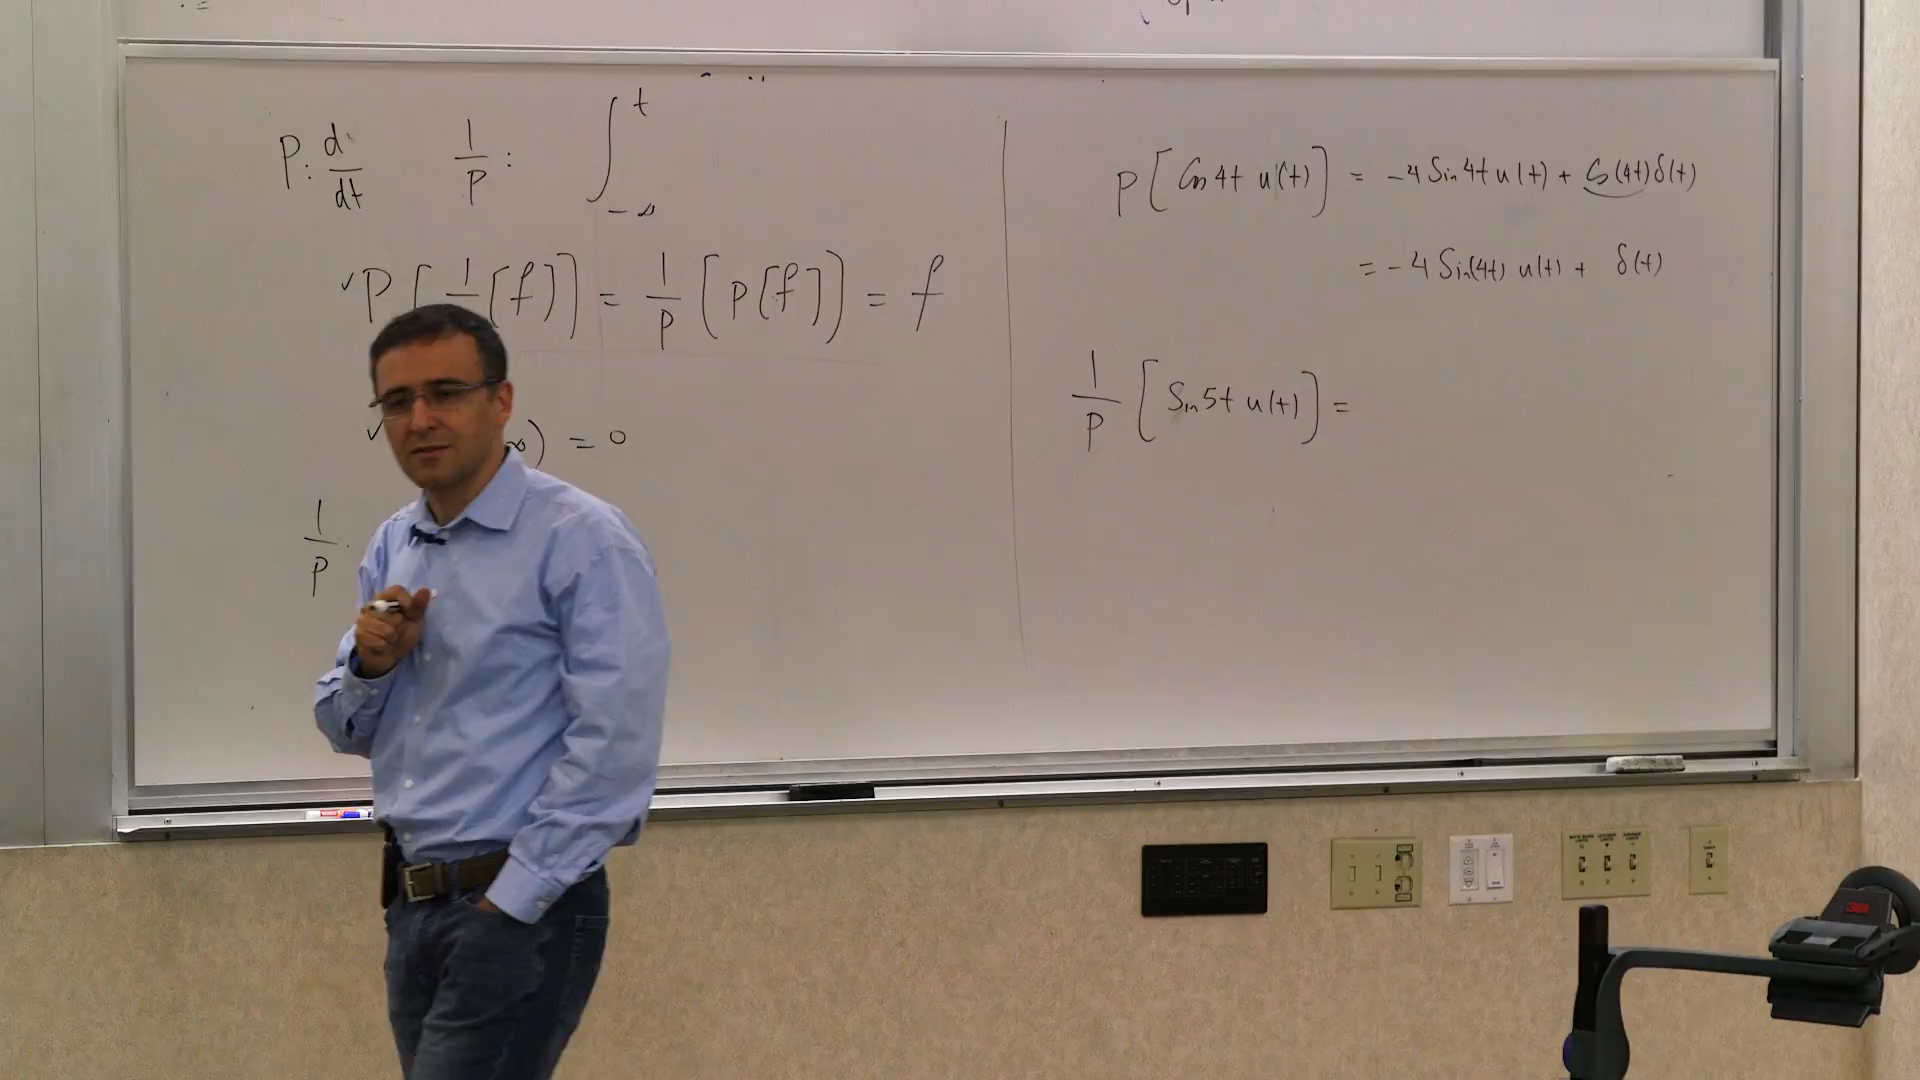 P: d/dt 1/P: ∫_{-∞}^{t}
✓ P[1/P[f]] = 1/P[P[f]] = f
✓ ∞) = 0
1/P
P[Cos 4t u(t)] = -4 Sin 4t u(t) + Cos(4t) δ(t)
= -4 Sin(4t) u(t) + δ(t)
1/P [Sin 5t u(t)] =
3M